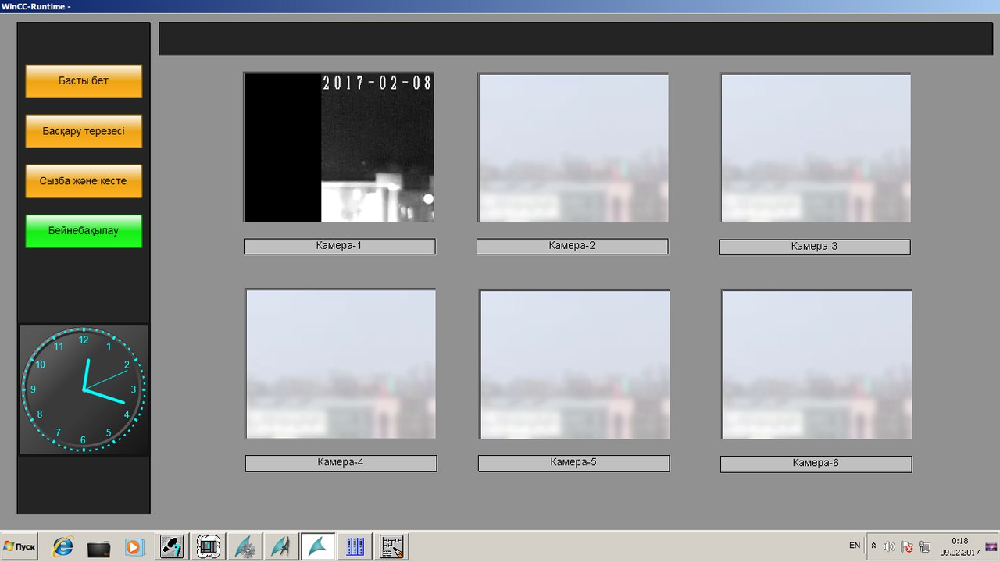 WinCC-Runtime -
Басты бет
Басқару терезесі
Сызба және кесте
Бейнебақылау
2017-02-08
Камера-1
Камера-2
Камера-3
Камера-4
Камера-5
Камера-6
12
1
2
3
4
5
6
7
8
9
10
11
Пуск
EN
0:18
09.02.2017